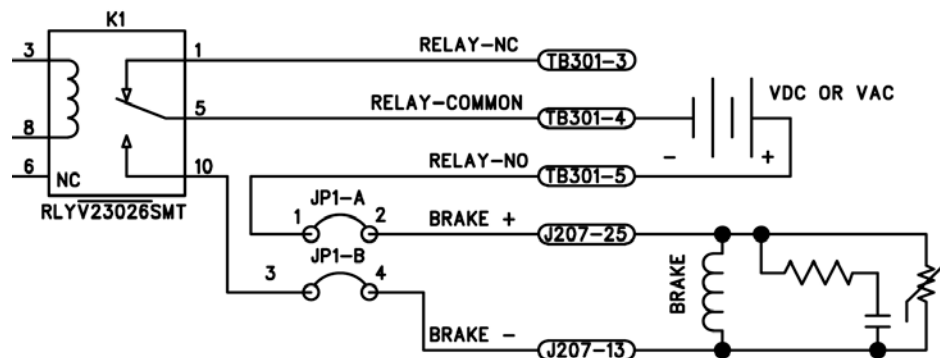 K1
3
1
RELAY-NC
TB301-3
8
5
RELAY-COMMON
TB301-4
VDC OR VAC
- +
6
NC
10
RELAY-NO
TB301-5
RLYV23026SMT
JP1-A
1 2
BRAKE +
J207-25
JP1-B
3 4
BRAKE
BRAKE -
J207-13